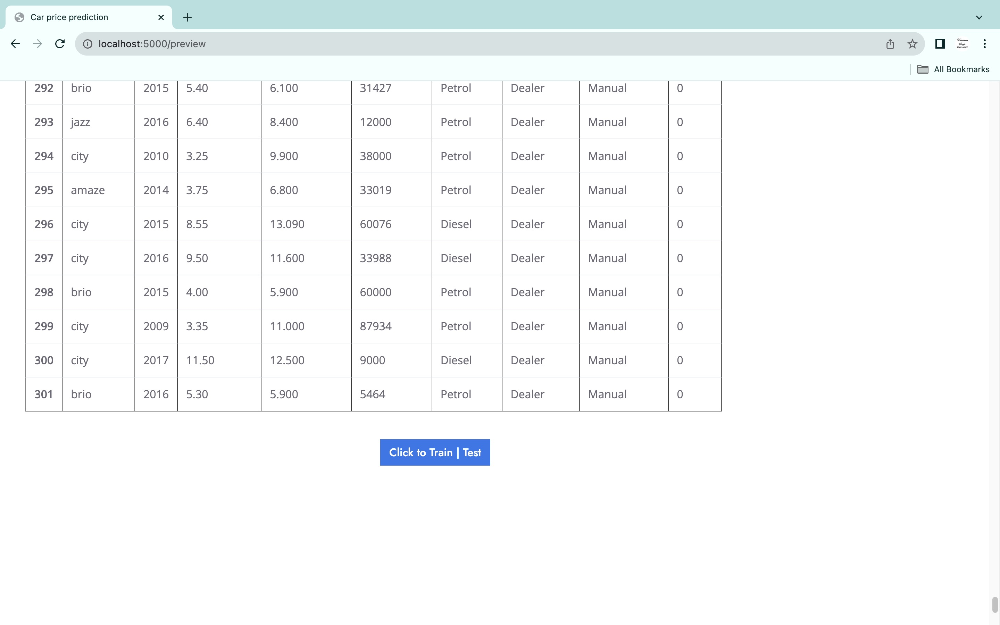 Car price prediction
localhost:5000/preview
All Bookmarks
292 brio 2015 5.40 6.100 31427 Petrol Dealer Manual 0
293 jazz 2016 6.40 8.400 12000 Petrol Dealer Manual 0
294 city 2010 3.25 9.900 38000 Petrol Dealer Manual 0
295 amaze 2014 3.75 6.800 33019 Petrol Dealer Manual 0
296 city 2015 8.55 13.090 60076 Diesel Dealer Manual 0
297 city 2016 9.50 11.600 33988 Diesel Dealer Manual 0
298 brio 2015 4.00 5.900 60000 Petrol Dealer Manual 0
299 city 2009 3.35 11.000 87934 Petrol Dealer Manual 0
300 city 2017 11.50 12.500 9000 Diesel Dealer Manual 0
301 brio 2016 5.30 5.900 5464 Petrol Dealer Manual 0
Click to Train | Test